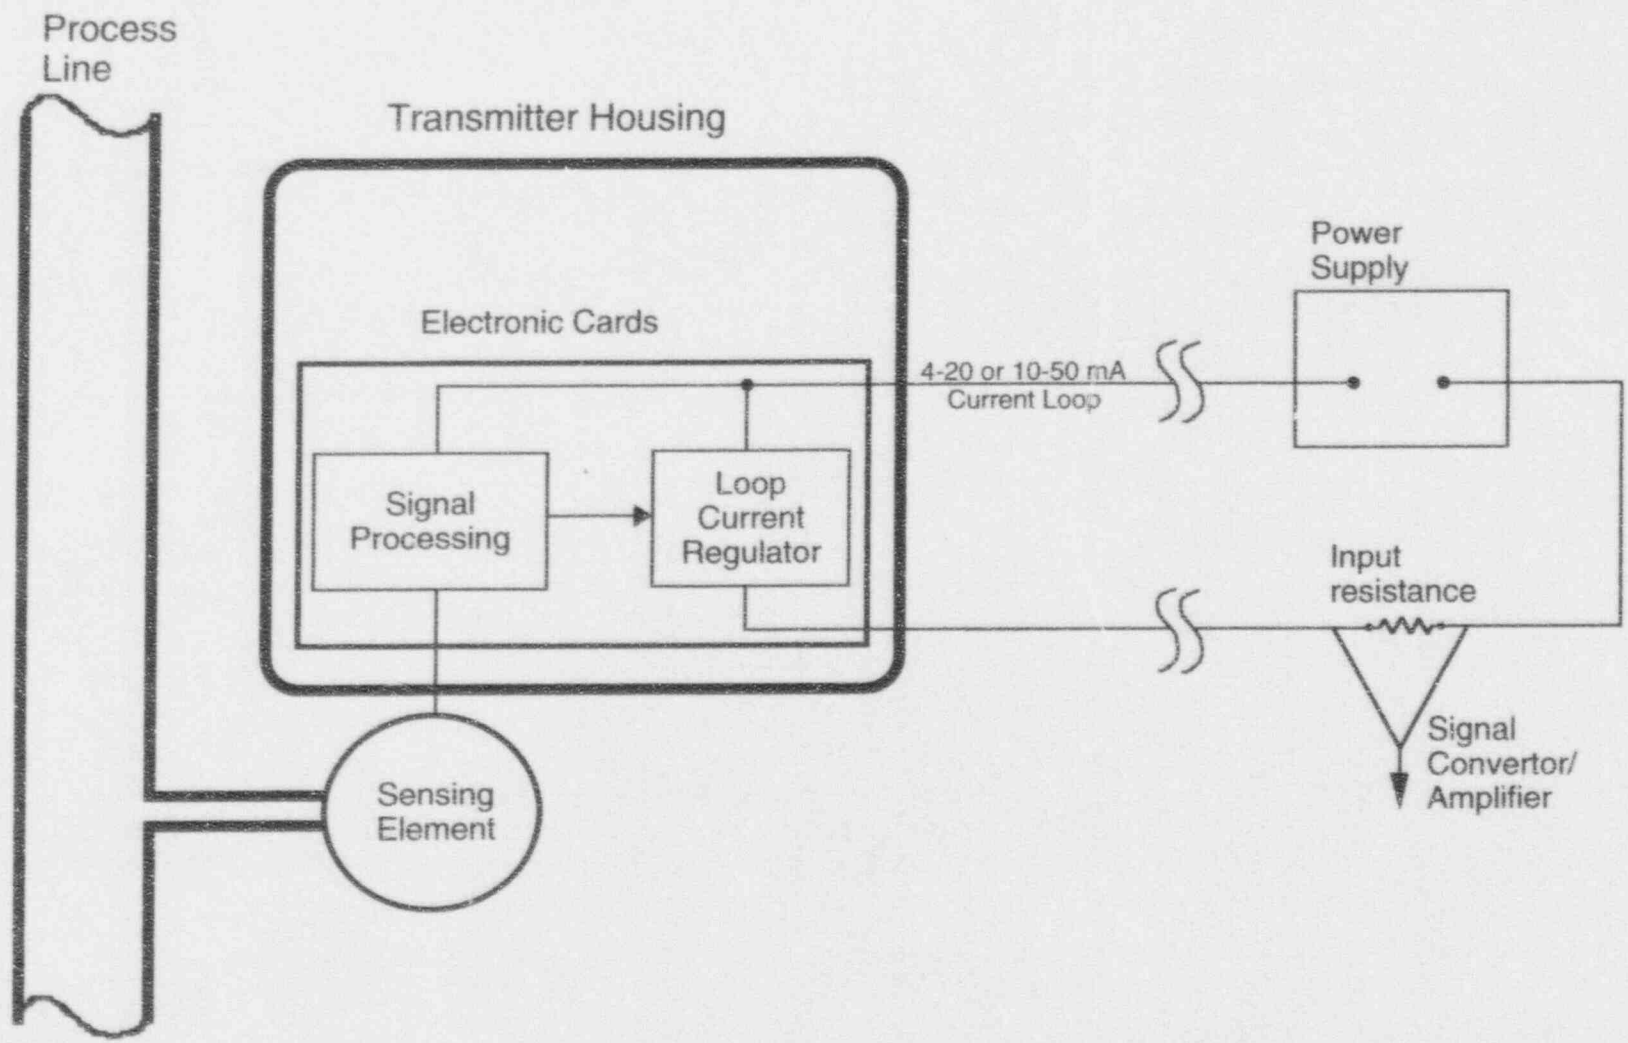 Process
Line
Transmitter Housing
Power
Supply
Electronic Cards
4-20 or 10-50 mA
Current Loop
Signal
Processing
Loop
Current
Regulator
Input
resistance
Signal
Convertor/
Amplifier
Sensing
Element